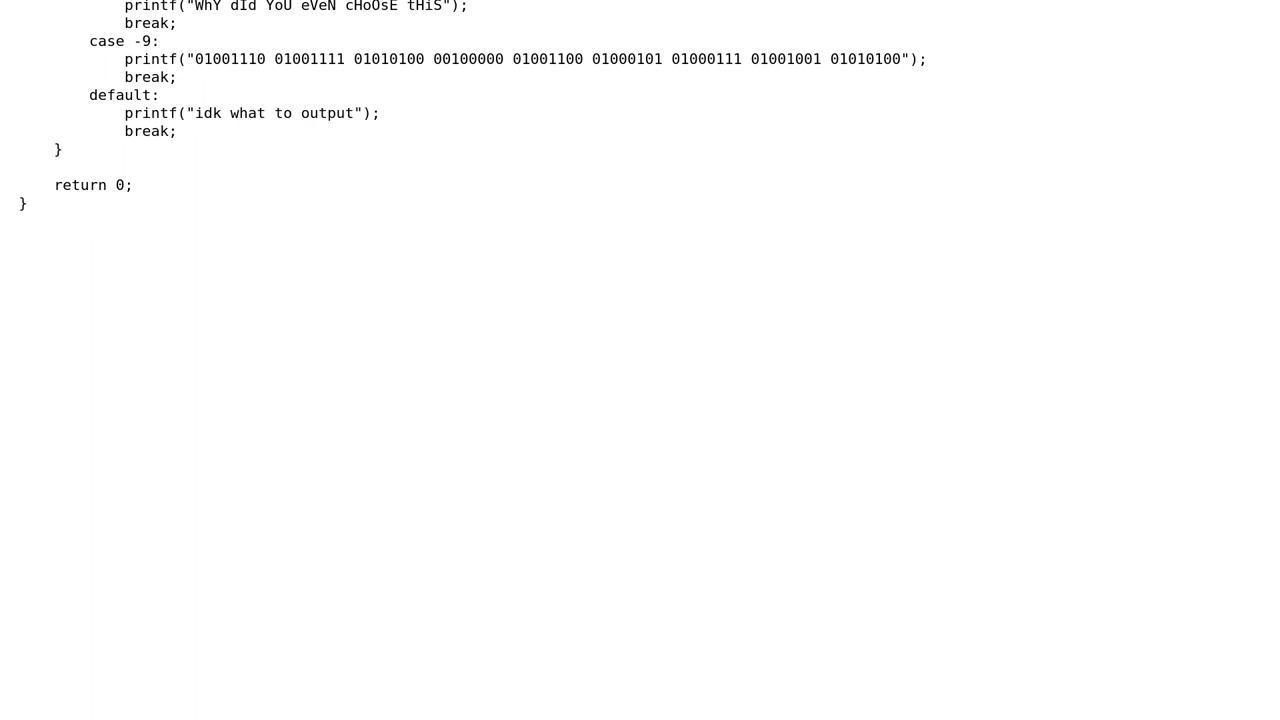 printf("WhY dId YoU eVeN cHoOsE tHiS");
break;
case -9:
printf("01001110 01001111 01010100 00100000 01001100 01000101 01000111 01001001 01010100");
break;
default:
printf("idk what to output");
break;
}
return 0;
}